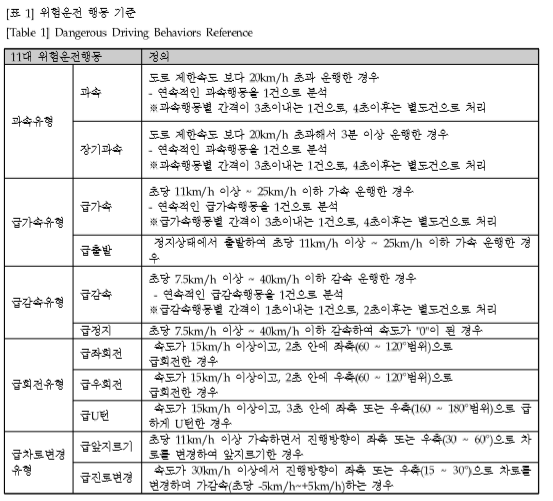 [표 1] 위험운전 행동 기준
[Table 1] Dangerous Driving Behaviors Reference
11대 위험운전행동 정의
과속유형
과속
도로 제한속도 보다 20km/h 초과 운행한 경우
- 연속적인 과속행동을 1건으로 분석
※과속행동별 간격이 3초이내는 1건으로, 4초이후는 별도건으로 처리
장기과속
도로 제한속도 보다 20km/h 초과해서 3분 이상 운행한 경우
- 연속적인 과속행동을 1건으로 분석
※과속행동별 간격이 3초이내는 1건으로, 4초이후는 별도건으로 처리
급가속유형
급가속
초당 11km/h 이상 ~ 25km/h 이하 가속 운행한 경우
- 연속적인 급가속행동을 1건으로 분석
※급가속행동별 간격이 3초이내는 1건으로, 4초이후는 별도건으로 처리
급출발
정지상태에서 출발하여 초당 11km/h 이상 ~ 25km/h 이하 가속 운행한 경
우
급감속유형
급감속
초당 7.5km/h 이상 ~ 40km/h 이하 감속 운행한 경우
- 연속적인 급감속행동을 1건으로 분석
※급감속행동별 간격이 1초이내는 1건으로, 2초이후는 별도건으로 처리
급정지
초당 7.5km/h 이상 ~ 40km/h 이하 감속하여 속도가 "0"이 된 경우
급회전유형
급좌회전
속도가 15km/h 이상이고, 2초 안에 좌측(60 ~ 120°범위)으로
급회전한 경우
급우회전
속도가 15km/h 이상이고, 2초 안에 우측(60 ~ 120°범위)으로
급회전한 경우
급U턴
속도가 15km/h 이상이고, 3초 안에 좌측 또는 우측(160 ~ 180°범위)으로 급
하게 U턴한 경우
급차로변경
유형
급앞지르기
초당 11km/h 이상 가속하면서 진행방향이 좌측 또는 우측(30 ~ 60°)으로 차
로를 변경하여 앞지르기한 경우
급진로변경
속도가 30km/h 이상에서 진행방향이 좌측 또는 우측(15 ~ 30°)으로 차로를
변경하며 가감속(초당 -5km/h~+5km/h)하는 경우